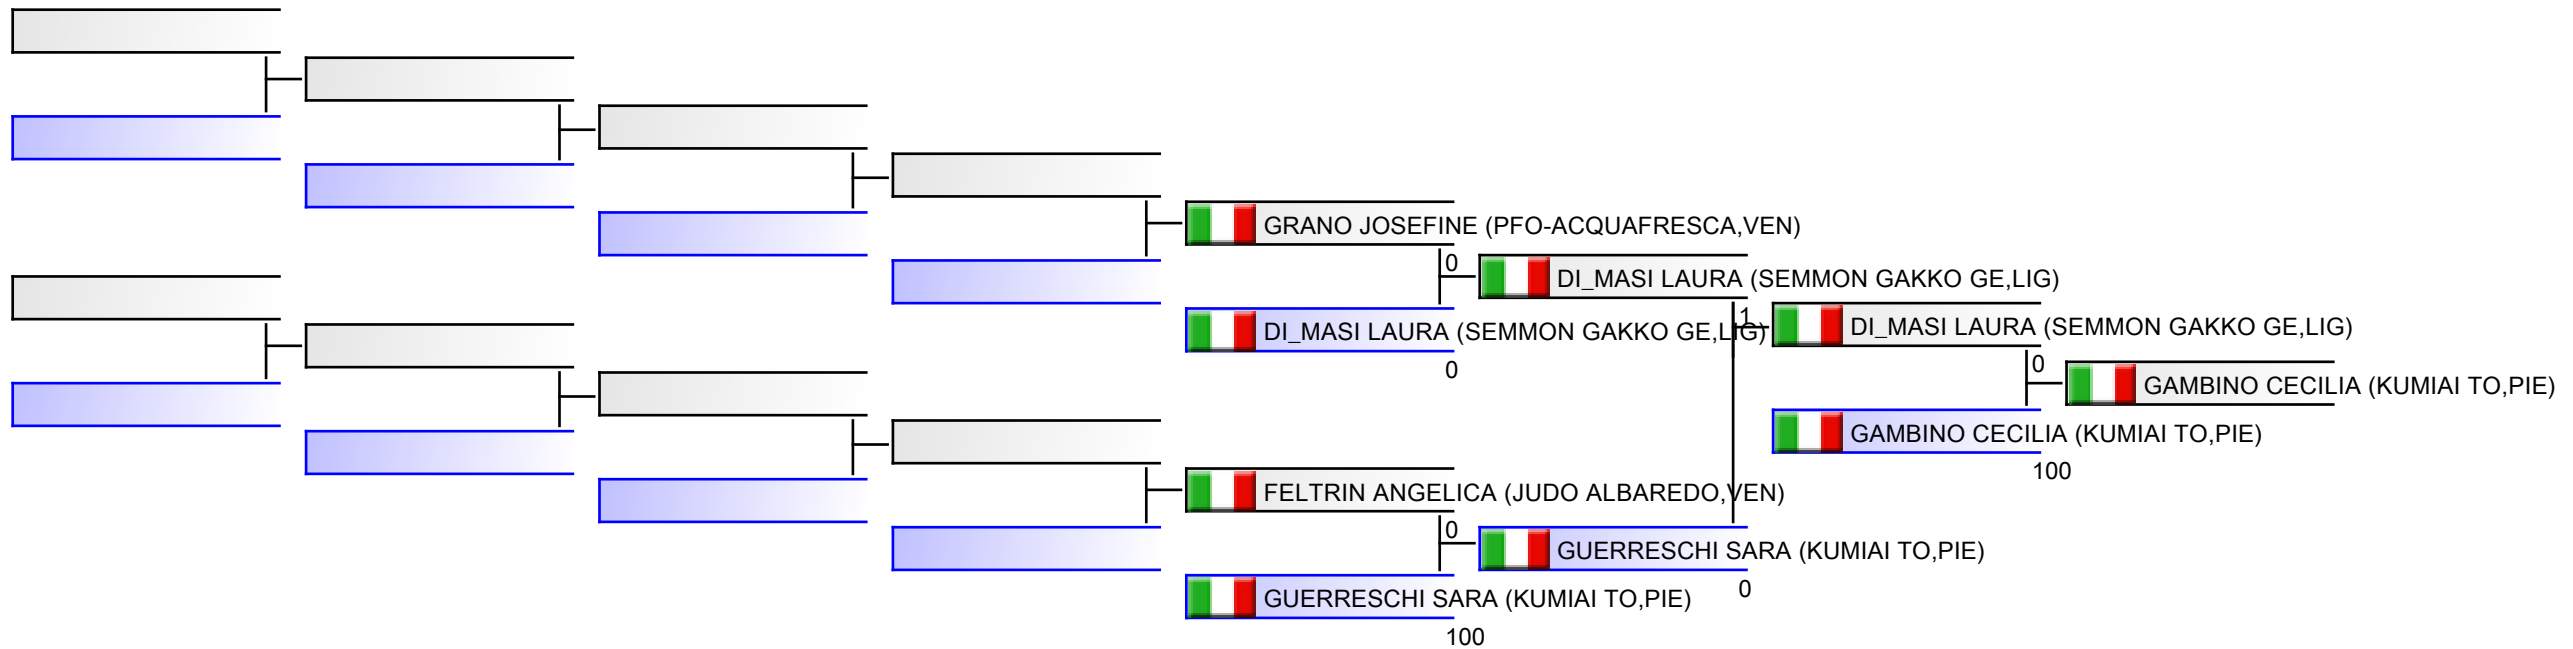 GRANO JOSEFINE (PFO-ACQUAFRESCA,VEN)
0
DI_MASI LAURA (SEMMON GAKKO GE,LIG)
DI_MASI LAURA (SEMMON GAKKO GE,LIG)
0
1
DI_MASI LAURA (SEMMON GAKKO GE,LIG)
0
GAMBINO CECILIA (KUMIAI TO,PIE)
GAMBINO CECILIA (KUMIAI TO,PIE)
100
FELTRIN ANGELICA (JUDO ALBAREDO,VEN)
0
GUERRESCHI SARA (KUMIAI TO,PIE)
0
GUERRESCHI SARA (KUMIAI TO,PIE)
100